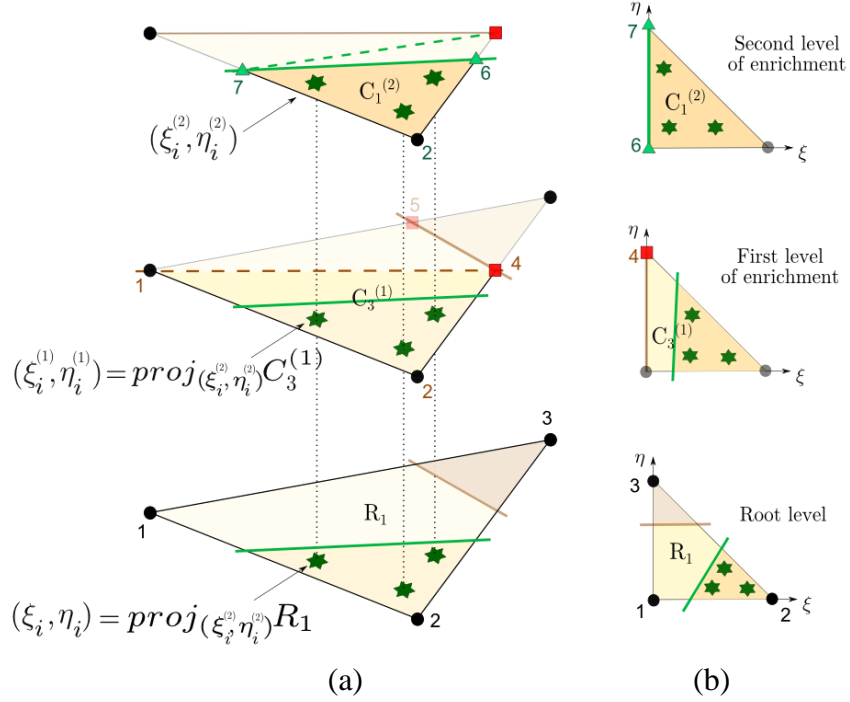 7
6
C₁⁽²⁾
2
(ξᵢ⁽²⁾, ηᵢ⁽²⁾)
η
7
6
C₁⁽²⁾
ξ
Second level
of enrichment
5
1
4
C₃⁽¹⁾
2
(ξᵢ⁽¹⁾, ηᵢ⁽¹⁾) = proj₍ξᵢ⁽²⁾, ηᵢ⁽²⁾₎ C₃⁽¹⁾
η
4
C₃⁽¹⁾
ξ
First level
of enrichment
3
1
R₁
2
(ξᵢ, ηᵢ) = proj₍ξᵢ⁽²⁾, ηᵢ⁽²⁾₎ R₁
η
3
R₁
1
2
ξ
Root level
(a)
(b)